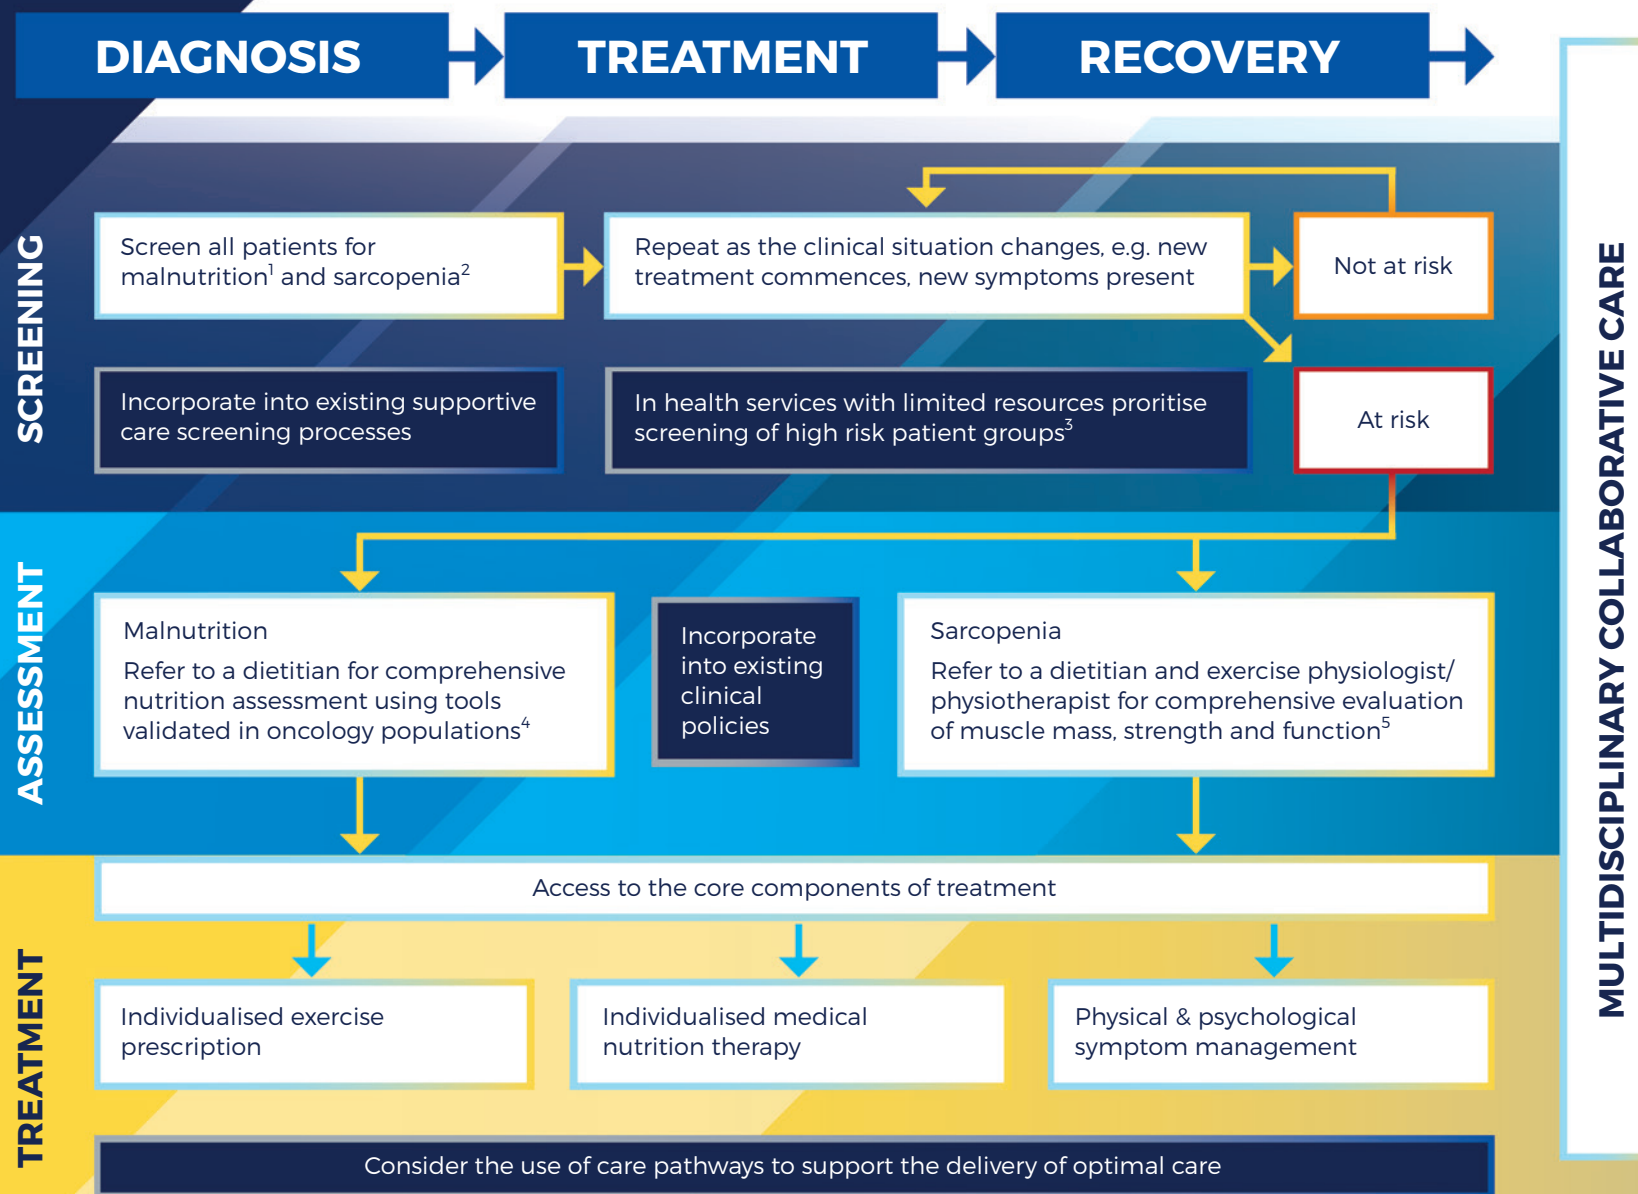 DIAGNOSIS
TREATMENT
RECOVERY
SCREENING
Screen all patients for
malnutrition¹ and sarcopenia²
Repeat as the clinical situation changes, e.g. new
treatment commences, new symptoms present
Not at risk
Incorporate into existing supportive
care screening processes
In health services with limited resources proritise
screening of high risk patient groups³
At risk
ASSESSMENT
Malnutrition
Refer to a dietitian for comprehensive
nutrition assessment using tools
validated in oncology populations⁴
Incorporate
into existing
clinical
policies
Sarcopenia
Refer to a dietitian and exercise physiologist/
physiotherapist for comprehensive evaluation
of muscle mass, strength and function⁵
TREATMENT
Access to the core components of treatment
Individualised exercise
prescription
Individualised medical
nutrition therapy
Physical & psychological
symptom management
Consider the use of care pathways to support the delivery of optimal care
MULTIDISCIPLINARY COLLABORATIVE CARE